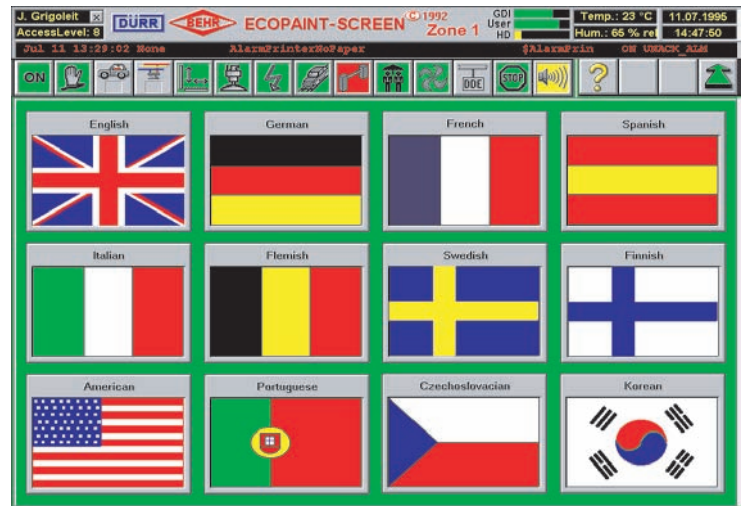 J. Grigoleit
AccessLevel: 8
DÜRR
BEHR
ECOPAINT-SCREEN ©1992
Zone 1
GDI
User
HD
Temp.: 23 °C
Hum.: 65 % rel
11.07.1995
14:47:50
Jul 11 13:29:02 None AlarmPrinterNoPaper $AlarmPrin ON UNACK_ALM
ON
DDE
STOP
?
English German French Spanish
Italian Flemish Swedish Finnish
American Portuguese Czechoslovacian Korean